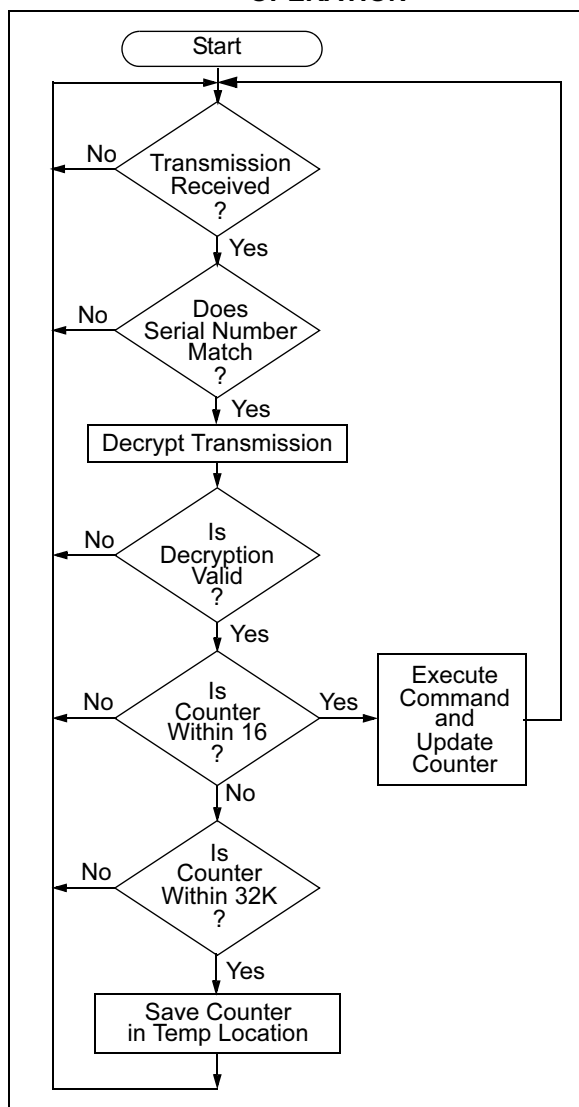 Start
No
Transmission
Received
?
Yes
Does
No
Serial Number
Match
?
Yes
Decrypt Transmission
Is
No
Decryption
Valid
?
Yes
Is
No
Yes
Counter
Within 16
?
Execute
Command
and
Update
Counter
No
Is
No
Counter
Within 32K
?
Yes
Save Counter
in Temp Location